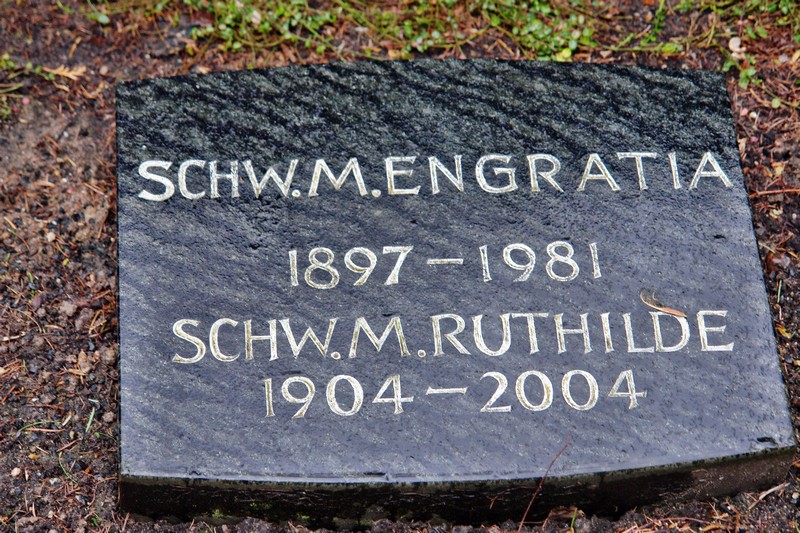 SCHW.M.ENGRATIA
1897-1981
SCHW.M.RUTHILDE
1904-2004